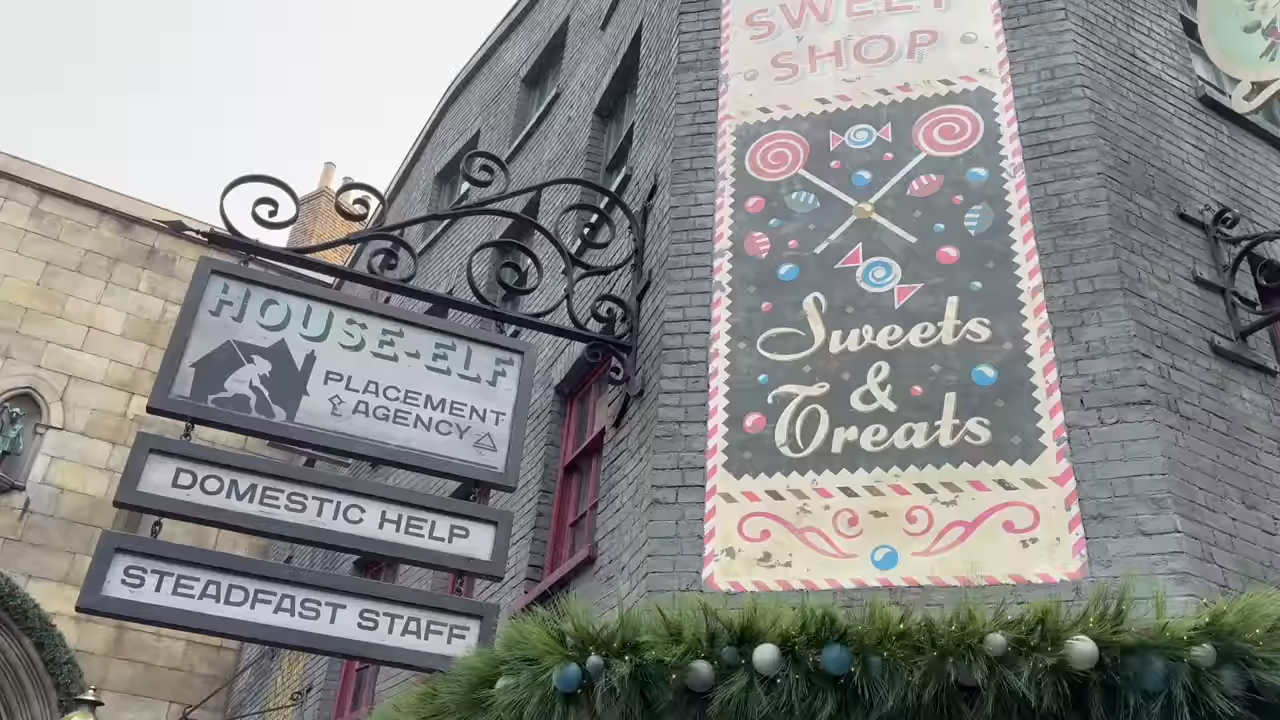 HOUSE-ELF
PLACEMENT
AGENCY
DOMESTIC HELP
STEADFAST STAFF
SWEET
SHOP
Sweets
&
Treats